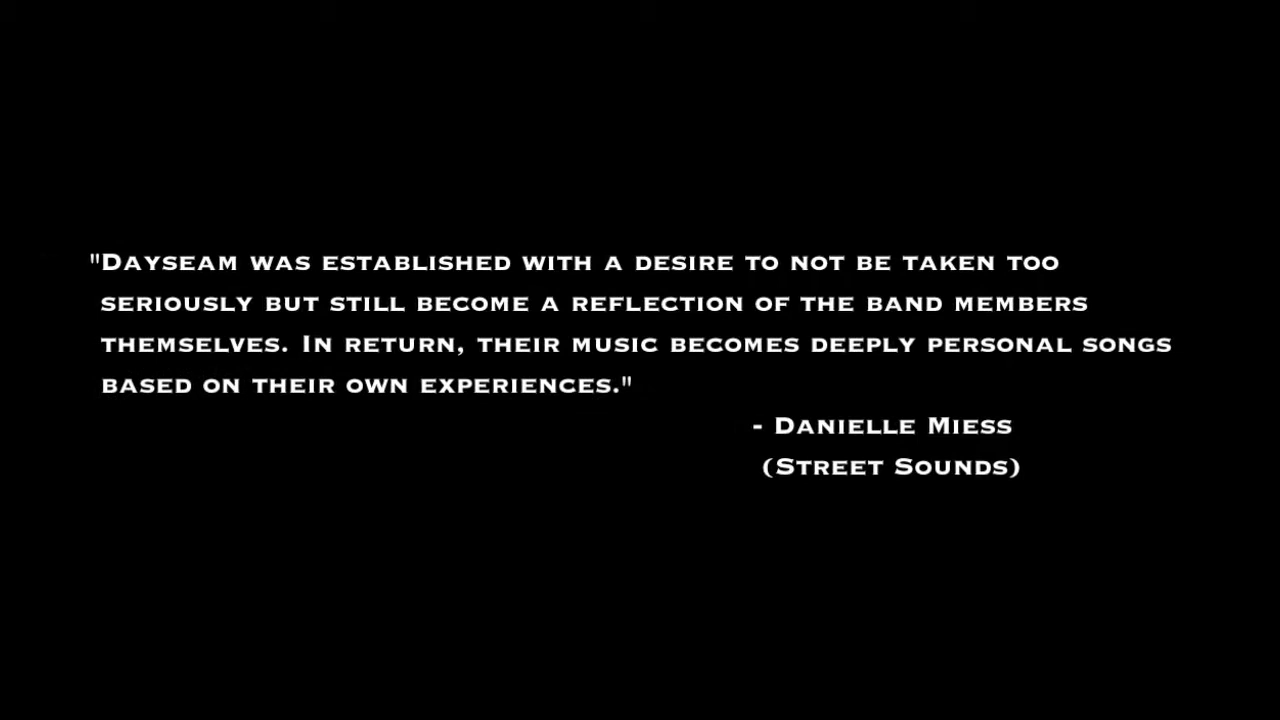 "Dayseam was established with a desire to not be taken too
seriously but still become a reflection of the band members
themselves. In return, their music becomes deeply personal songs
based on their own experiences."
- Danielle Miess
(Street Sounds)